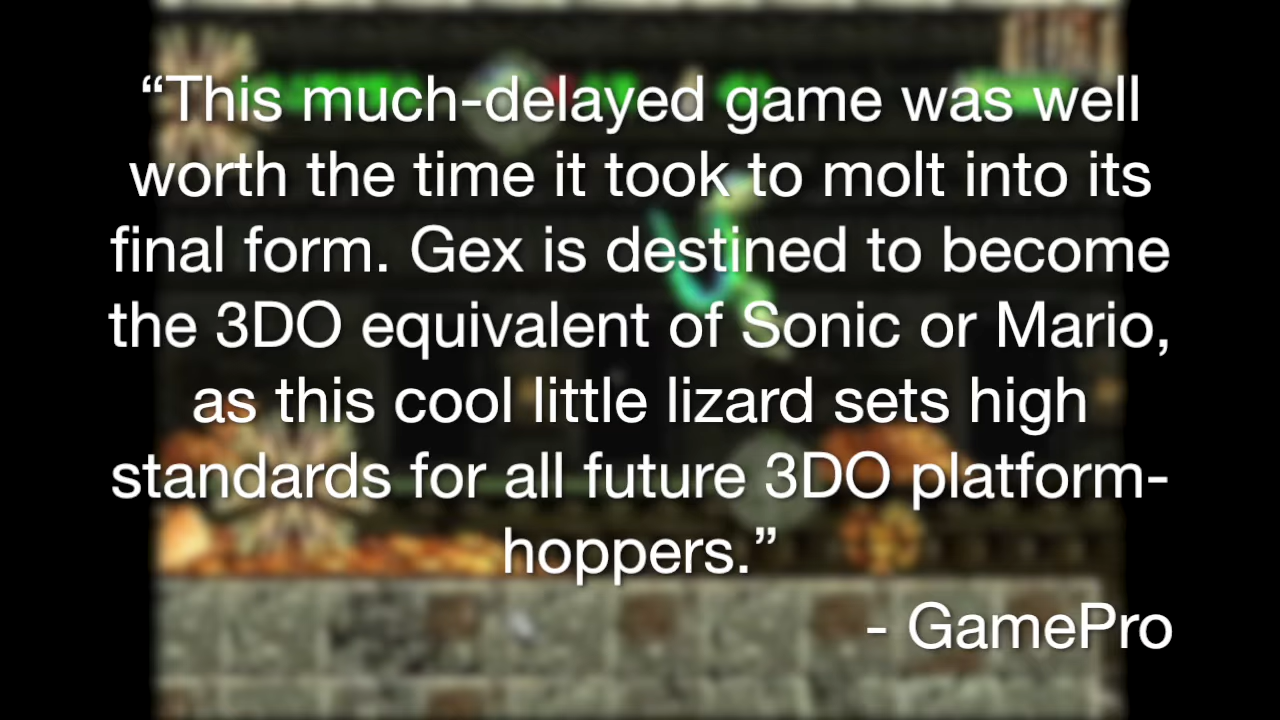 “This much-delayed game was well
worth the time it took to molt into its
final form. Gex is destined to become
the 3DO equivalent of Sonic or Mario,
as this cool little lizard sets high
standards for all future 3DO platform-
hoppers.”
- GamePro